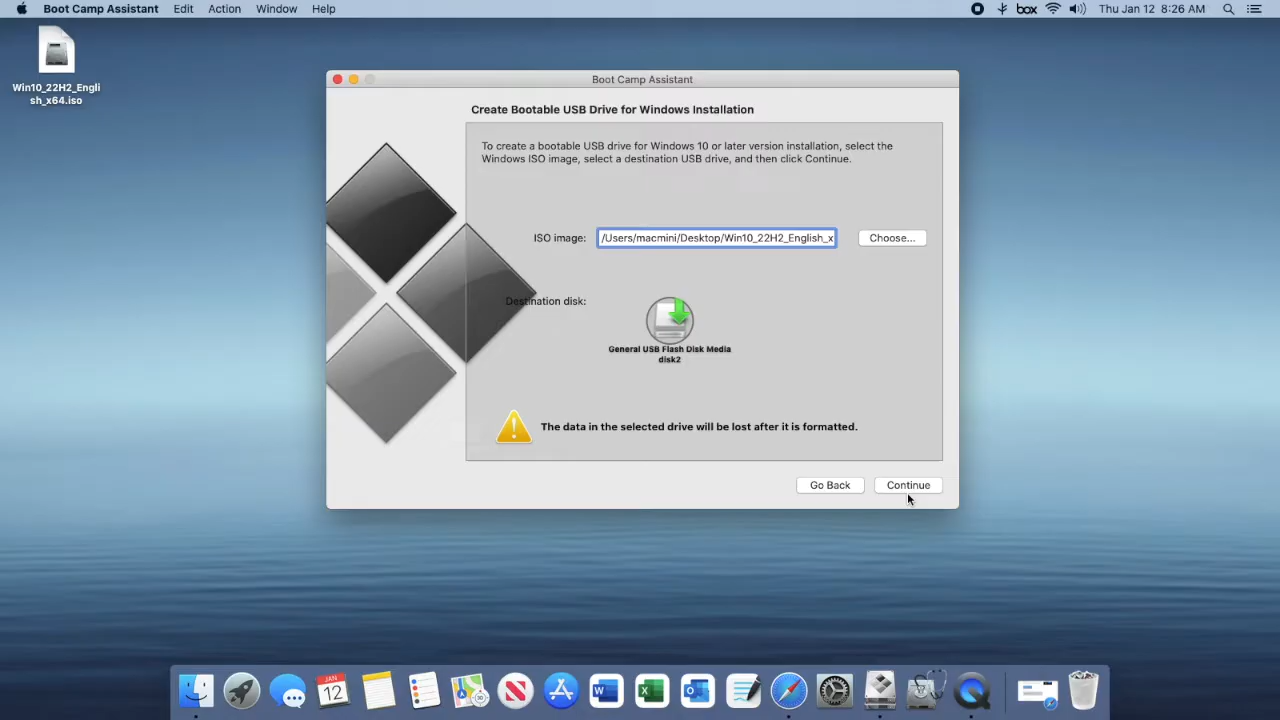 Boot Camp Assistant Edit Action Window Help box Thu Jan 12 8:26 AM
Win10_22H2_Engli
sh_x64.iso
Boot Camp Assistant
Create Bootable USB Drive for Windows Installation
To create a bootable USB drive for Windows 10 or later version installation, select the
Windows ISO image, select a destination USB drive, and then click Continue.
ISO image: /Users/macmini/Desktop/Win10_22H2_English_x Choose...
Destination disk:
General USB Flash Disk Media
disk2
The data in the selected drive will be lost after it is formatted.
Go Back Continue
JAN
12
W X O